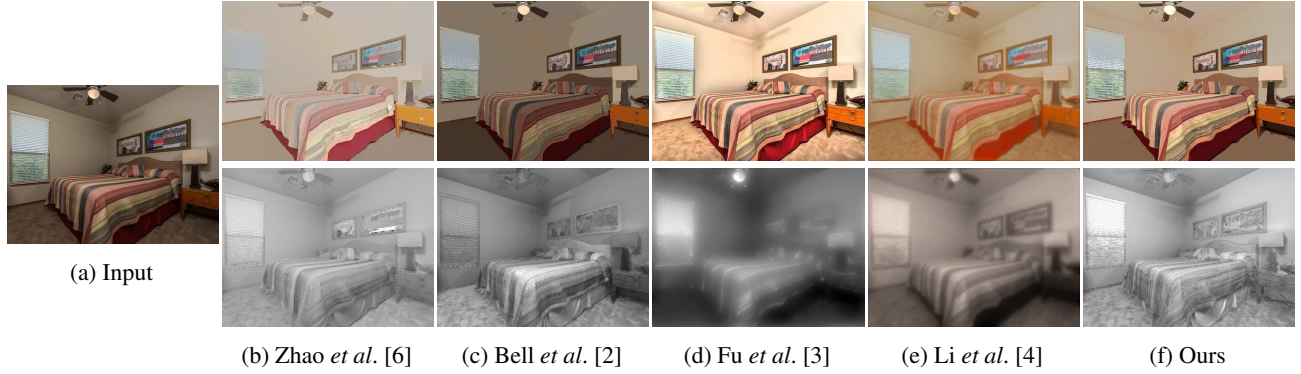 (a) Input
(b) Zhao et al. [6]
(c) Bell et al. [2]
(d) Fu et al. [3]
(e) Li et al. [4]
(f) Ours